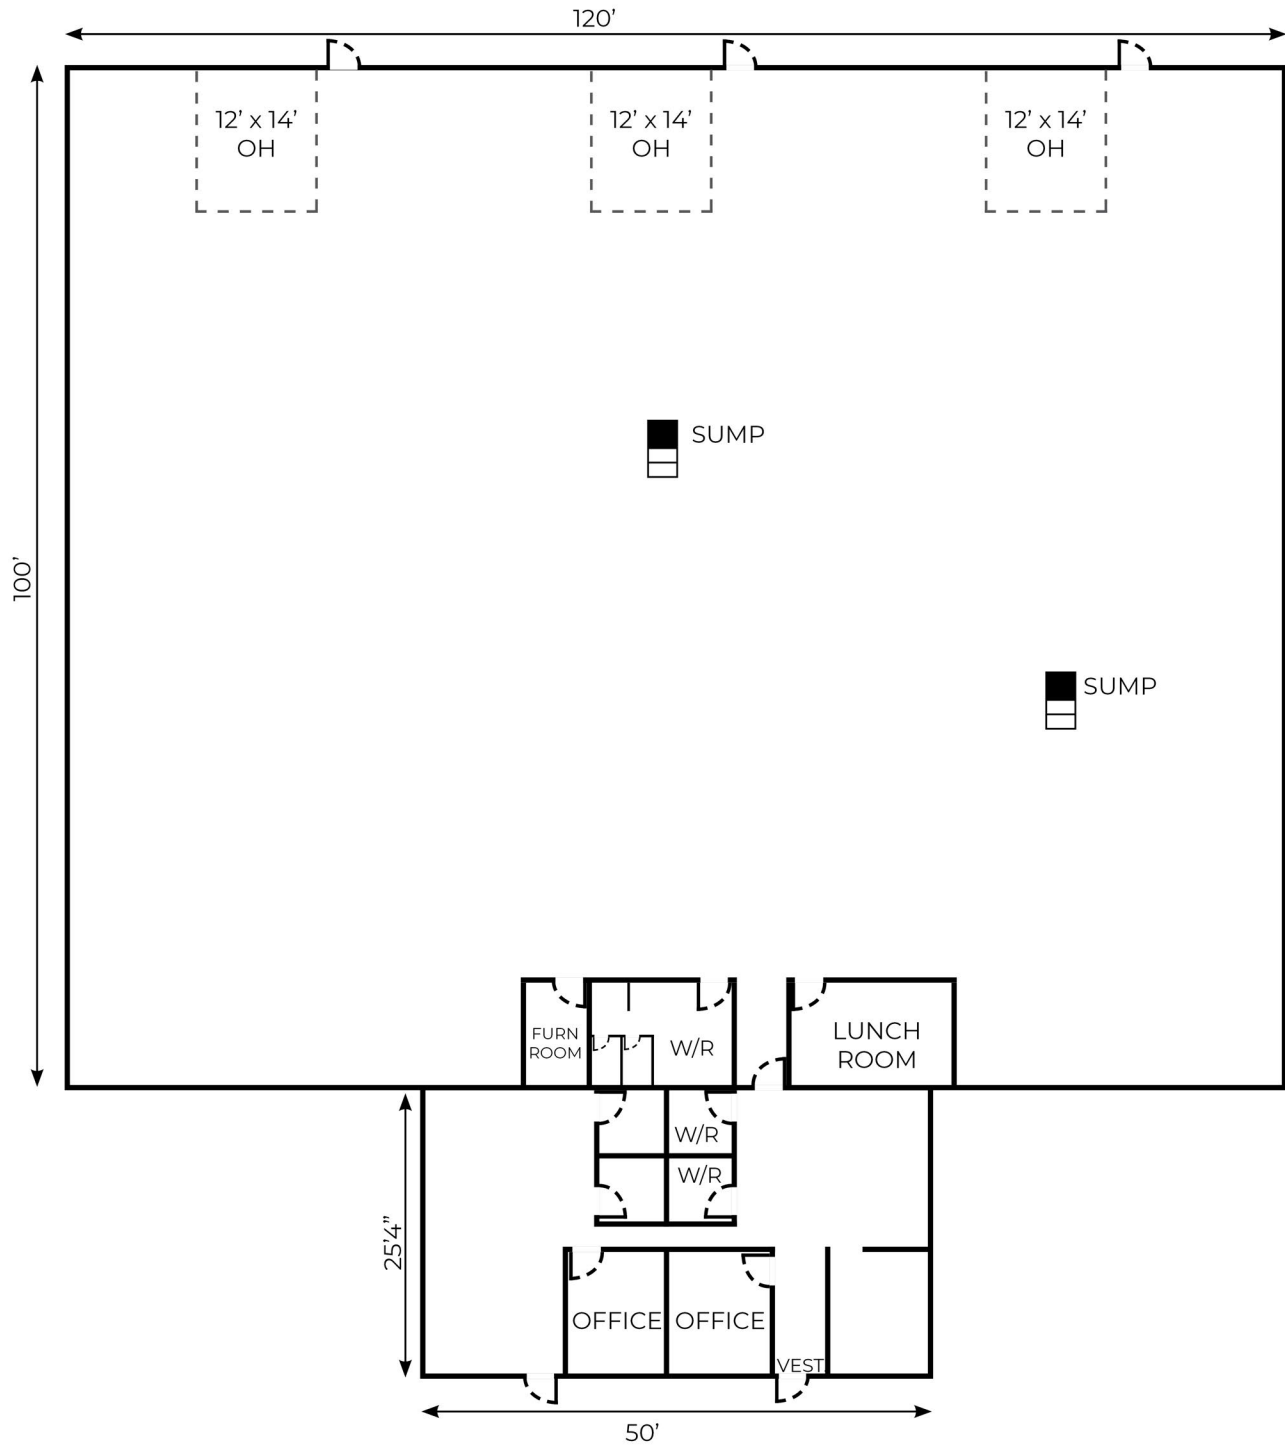 120’
12’ x 14’
OH
12’ x 14’
OH
12’ x 14’
OH
SUMP
100’
SUMP
FURN
ROOM
W/R
LUNCH
ROOM
W/R
W/R
25’4”
OFFICE
OFFICE
VEST.
50’